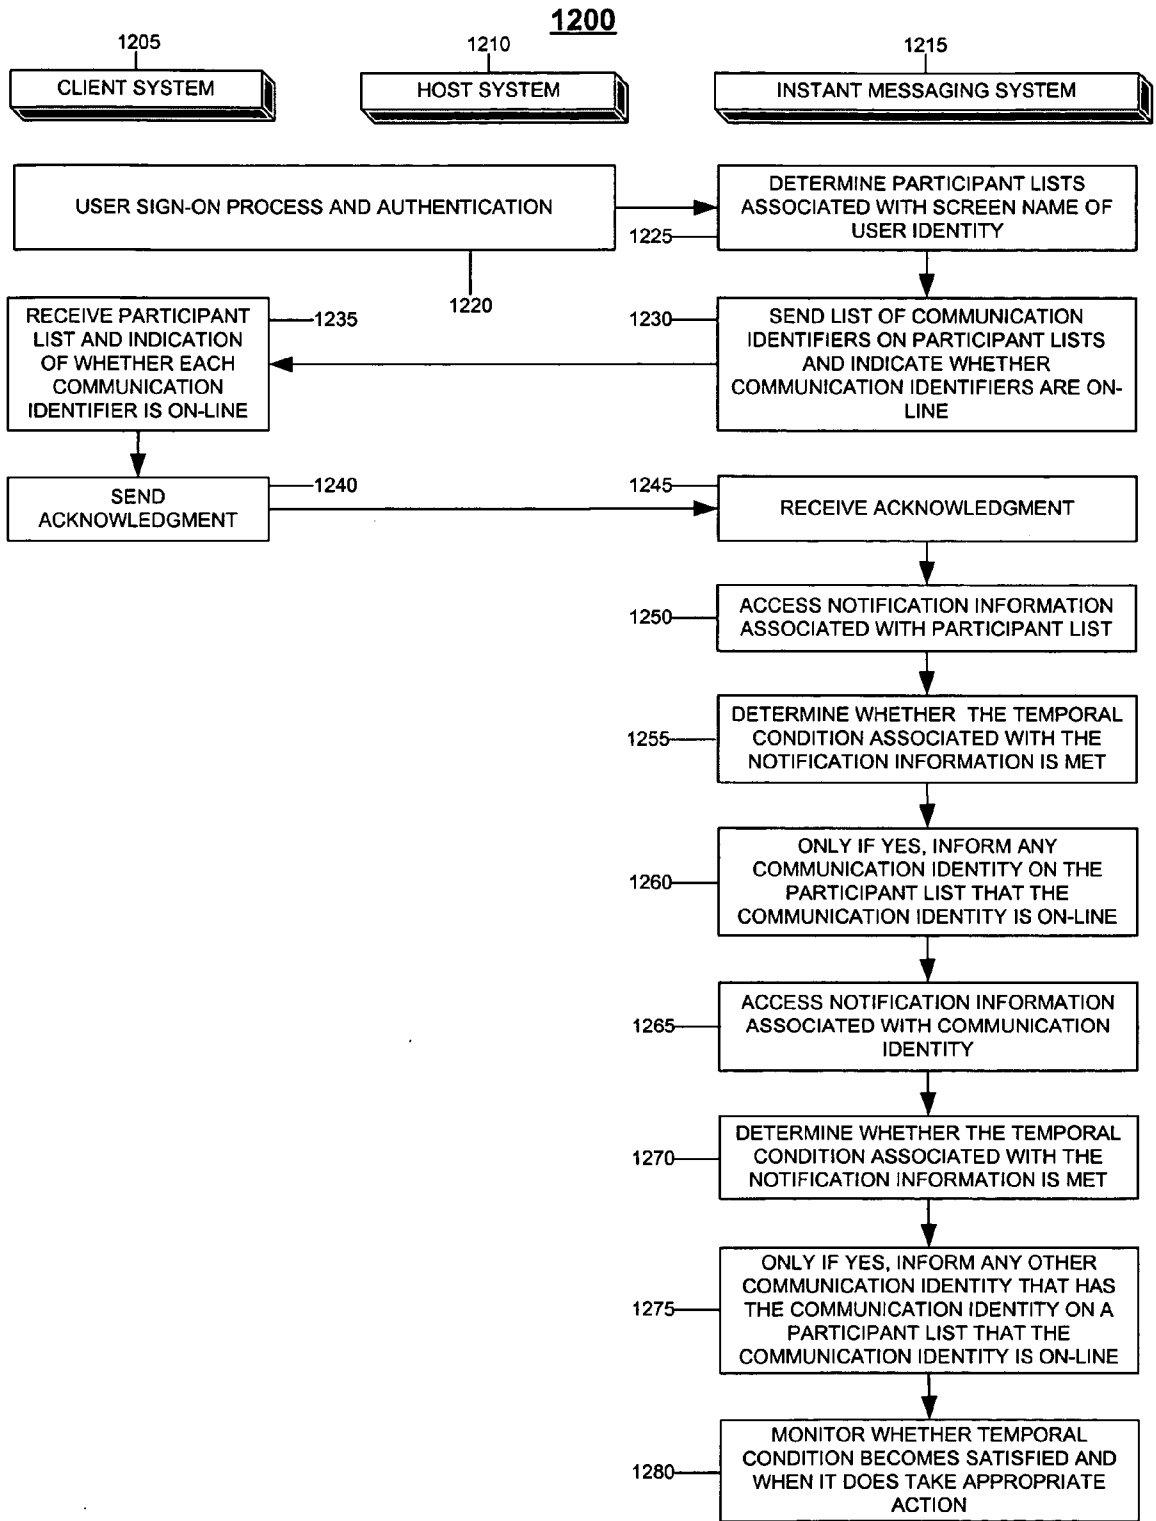 1200
1205
1210
1215
CLIENT SYSTEM
HOST SYSTEM
INSTANT MESSAGING SYSTEM
USER SIGN-ON PROCESS AND AUTHENTICATION
1220
DETERMINE PARTICIPANT LISTS
ASSOCIATED WITH SCREEN NAME OF
USER IDENTITY
1225
RECEIVE PARTICIPANT
LIST AND INDICATION
OF WHETHER EACH
COMMUNICATION
IDENTIFIER IS ON-LINE
1235
1230
SEND LIST OF COMMUNICATION
IDENTIFIERS ON PARTICIPANT LISTS
AND INDICATE WHETHER
COMMUNICATION IDENTIFIERS ARE ON-
LINE
SEND
ACKNOWLEDGMENT
1240
1245
RECEIVE ACKNOWLEDGMENT
1250
ACCESS NOTIFICATION INFORMATION
ASSOCIATED WITH PARTICIPANT LIST
1255
DETERMINE WHETHER THE TEMPORAL
CONDITION ASSOCIATED WITH THE
NOTIFICATION INFORMATION IS MET
1260
ONLY IF YES, INFORM ANY
COMMUNICATION IDENTITY ON THE
PARTICIPANT LIST THAT THE
COMMUNICATION IDENTITY IS ON-LINE
1265
ACCESS NOTIFICATION INFORMATION
ASSOCIATED WITH COMMUNICATION
IDENTITY
1270
DETERMINE WHETHER THE TEMPORAL
CONDITION ASSOCIATED WITH THE
NOTIFICATION INFORMATION IS MET
1275
ONLY IF YES, INFORM ANY OTHER
COMMUNICATION IDENTITY THAT HAS
THE COMMUNICATION IDENTITY ON A
PARTICIPANT LIST THAT THE
COMMUNICATION IDENTITY IS ON-LINE
1280
MONITOR WHETHER TEMPORAL
CONDITION BECOMES SATISFIED AND
WHEN IT DOES TAKE APPROPRIATE
ACTION